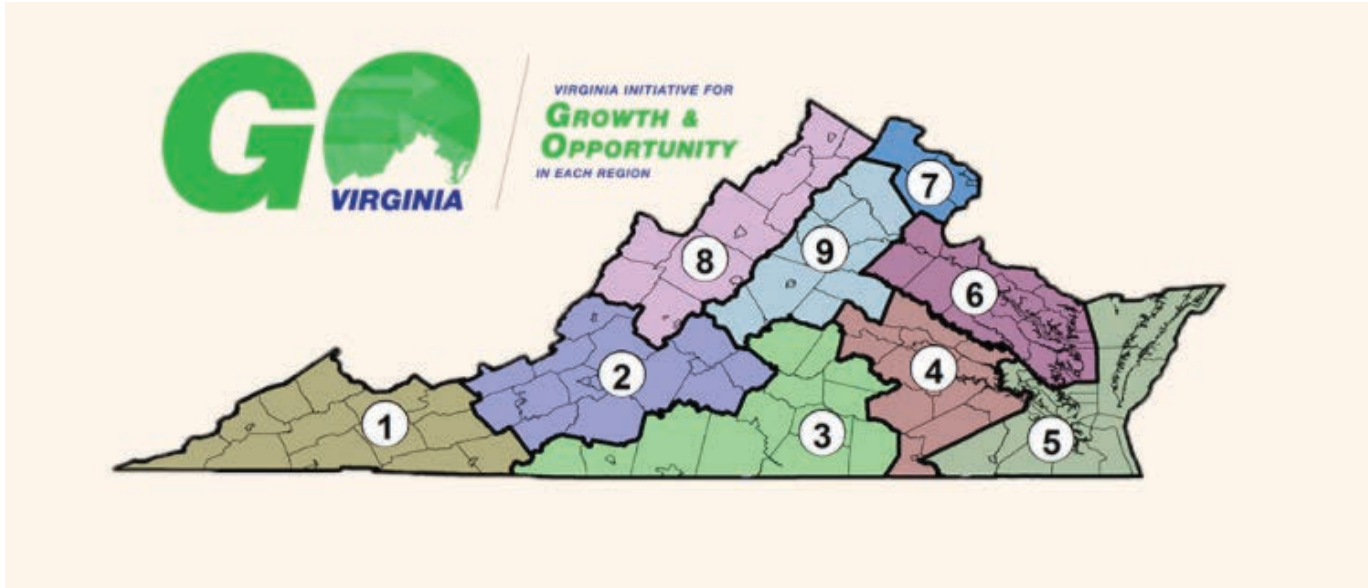 GO
VIRGINIA
VIRGINIA INITIATIVE FOR
GROWTH &
OPPORTUNITY
IN EACH REGION
7
8
9
6
4
2
5
1
3